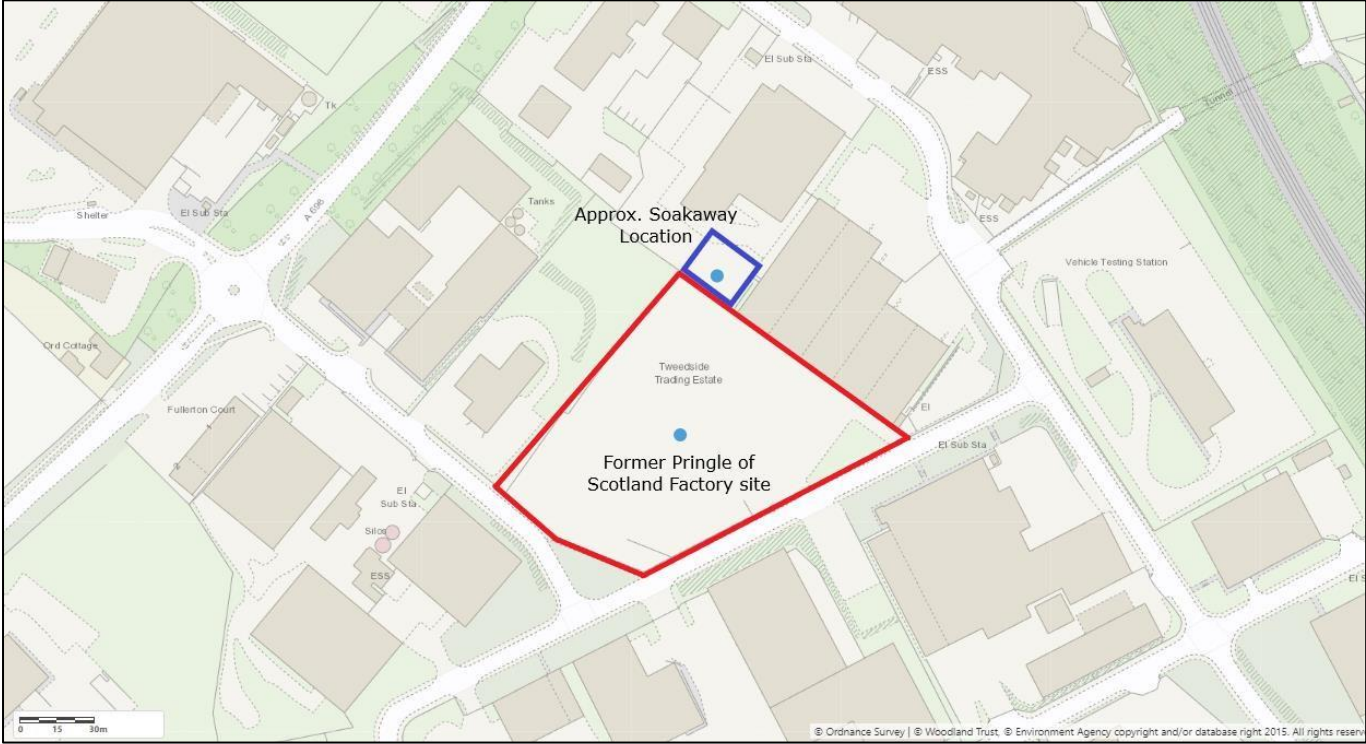 El Sub Sta
ESS
Tunnel
Tk
Tanks
Shelter
El Sub Sta
A 698
Approx. Soakaway
Location
ESS
Vehicle Testing Station
Ord Cottage
Tweedside
Trading Estate
Fullerton Court
El
El Sub Sta
Former Pringle of
Scotland Factory site
El
Sub Sta
Silos
ESS
El S
0 15 30m
© Ordnance Survey | © Woodland Trust, © Environment Agency copyright and/or database right 2015. All rights reserv